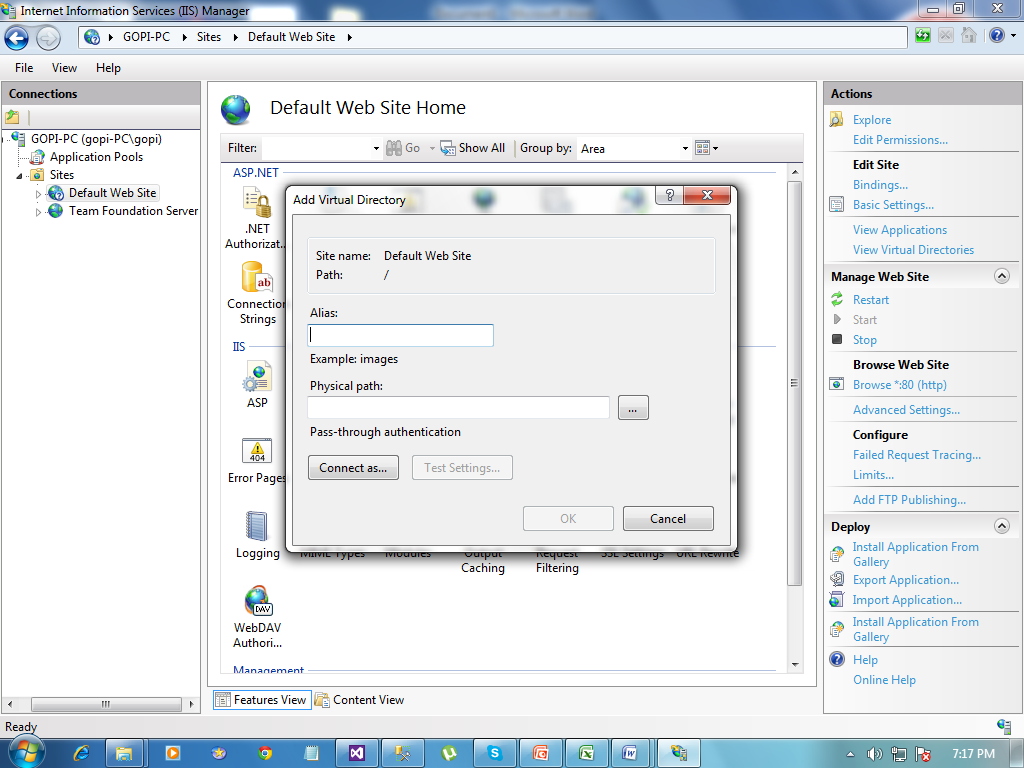 Internet Information Services (IIS) Manager
GOPI-PC
Sites
Default Web Site
File
View
Help
Connections
GOPI-PC (gopi-PC\gopi)
Application Pools
Sites
Default Web Site
Team Foundation Server
Default Web Site Home
Filter:
Go
Show All
Group by:
Area
ASP.NET
.NET
Authorizat...
Connection
Strings
IIS
ASP
404
Error Pages
Logging
MIME Types
Modules
Output
Caching
Request
Filtering
SSL Settings
URL Rewrite
DAV
WebDAV
Authori...
Management
Features View
Content View
Add Virtual Directory
?
Site name:
Default Web Site
Path:
/
Alias:
Example: images
Physical path:
...
Pass-through authentication
Connect as...
Test Settings...
OK
Cancel
Actions
Explore
Edit Permissions...
Edit Site
Bindings...
Basic Settings...
View Applications
View Virtual Directories
Manage Web Site
Restart
Start
Stop
Browse Web Site
Browse *:80 (http)
Advanced Settings...
Configure
Failed Request Tracing...
Limits...
Add FTP Publishing...
Deploy
Install Application From
Gallery
Export Application...
Import Application...
Install Application From
Gallery
Help
Online Help
Ready
7:17 PM